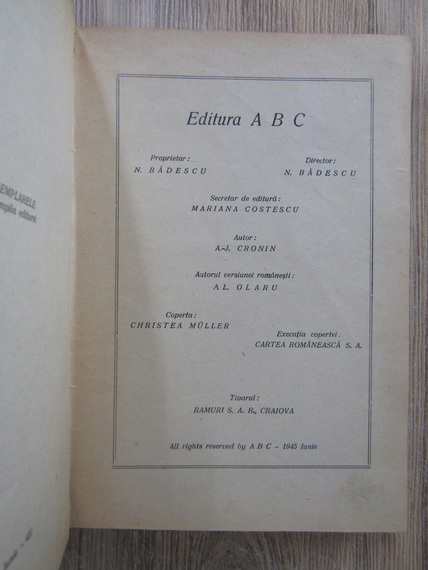 EMPLARELE
Editura A B C
Proprietar:
N. BĂDESCU
Director:
N. BĂDESCU
Secretar de editură:
MARIANA COSTESCU
Autor:
A.-J. CRONIN
Autorul versiunei românești:
AL. OLARU
Coperta:
CHRISTEA MÜLLER
Execuția copertei:
CARTEA ROMÂNEASCĂ S. A.
Tiparul:
RAMURI S. A. R., CRAIOVA
All rights reserved by A B C - 1945 Iunie